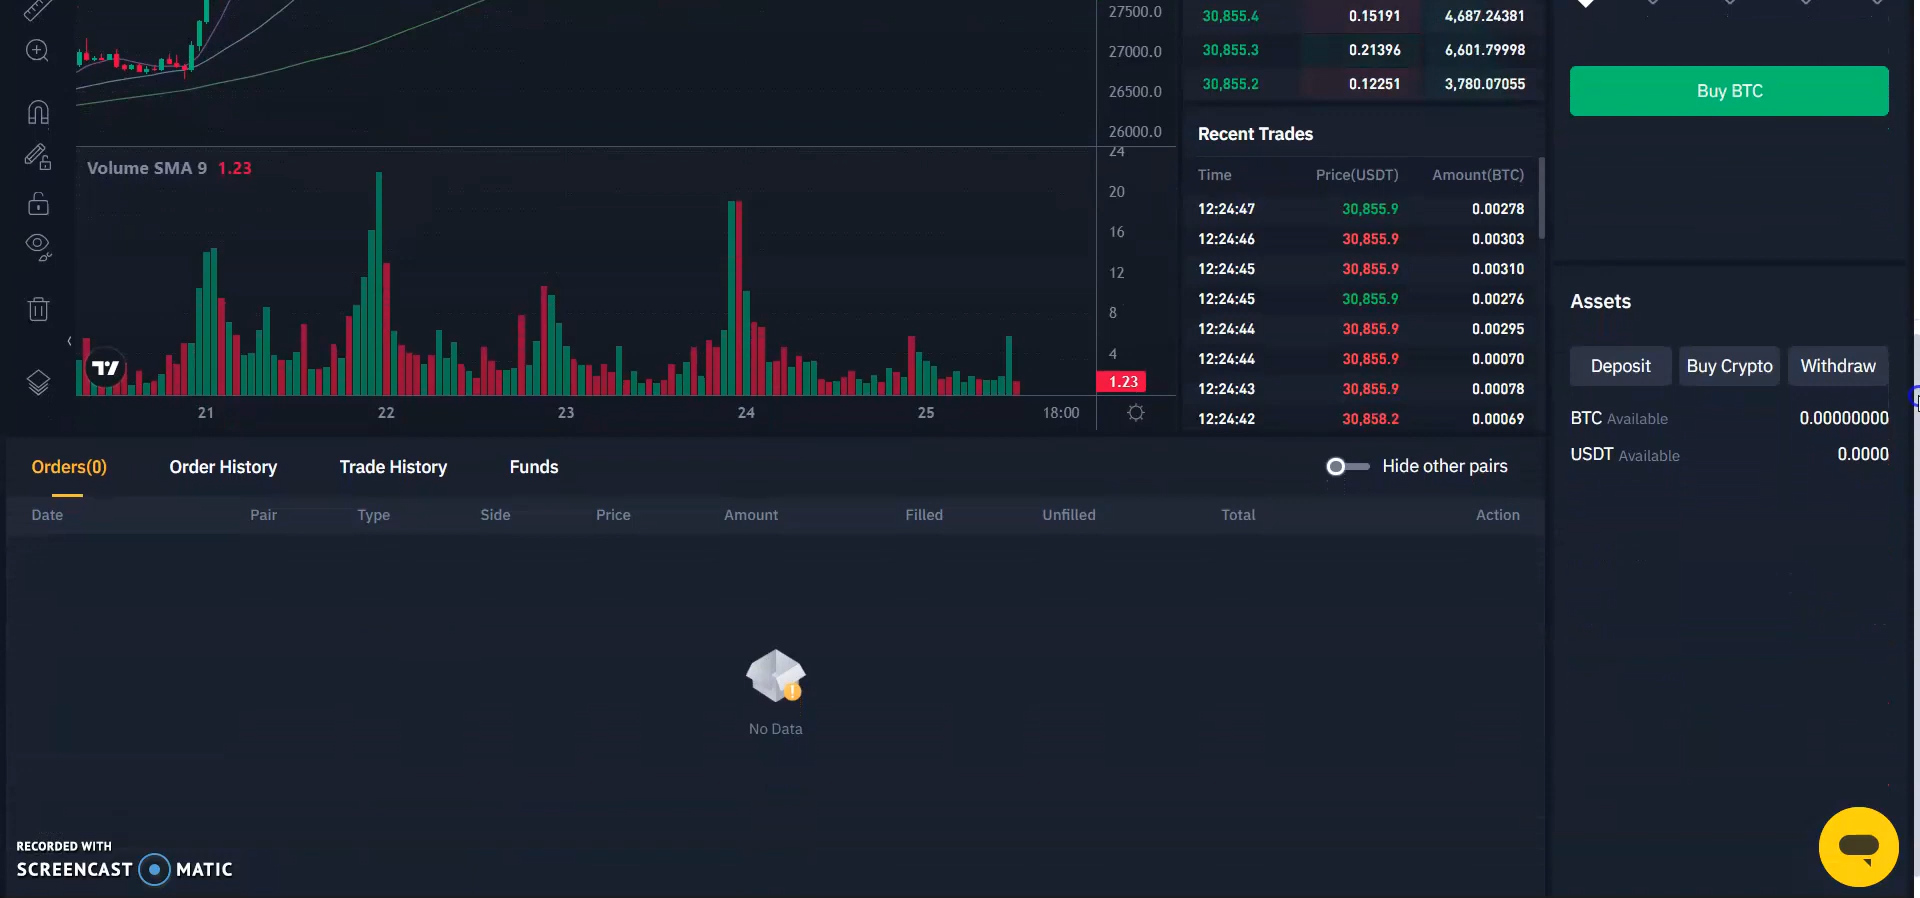 27500.0
27000.0
26500.0
26000.0
30,855.4 0.15191 4,687.24381
30,855.3 0.21396 6,601.79998
30,855.2 0.12251 3,780.07055
Buy BTC
Volume SMA 9 1.23
24
20
16
12
8
4
1.23
21 22 23 24 25 18:00
Recent Trades
Time Price(USDT) Amount(BTC)
12:24:47 30,855.9 0.00278
12:24:46 30,855.9 0.00303
12:24:45 30,855.9 0.00310
12:24:45 30,855.9 0.00276
12:24:44 30,855.9 0.00295
12:24:44 30,855.9 0.00070
12:24:43 30,855.9 0.00078
12:24:42 30,858.2 0.00069
Assets
Deposit Buy Crypto Withdraw
BTC Available 0.00000000
USDT Available 0.0000
Orders(0) Order History Trade History Funds Hide other pairs
Date Pair Type Side Price Amount Filled Unfilled Total Action
No Data
RECORDED WITH
SCREENCAST MATIC